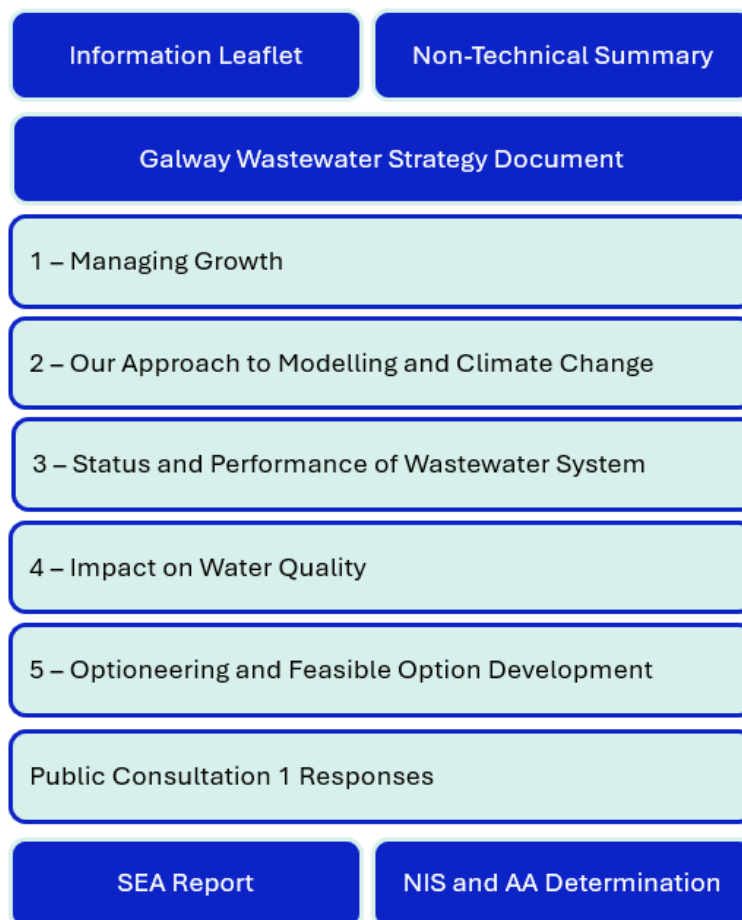 Information Leaflet
Non-Technical Summary
Galway Wastewater Strategy Document
1 – Managing Growth
2 – Our Approach to Modelling and Climate Change
3 – Status and Performance of Wastewater System
4 – Impact on Water Quality
5 – Optioneering and Feasible Option Development
Public Consultation 1 Responses
SEA Report
NIS and AA Determination